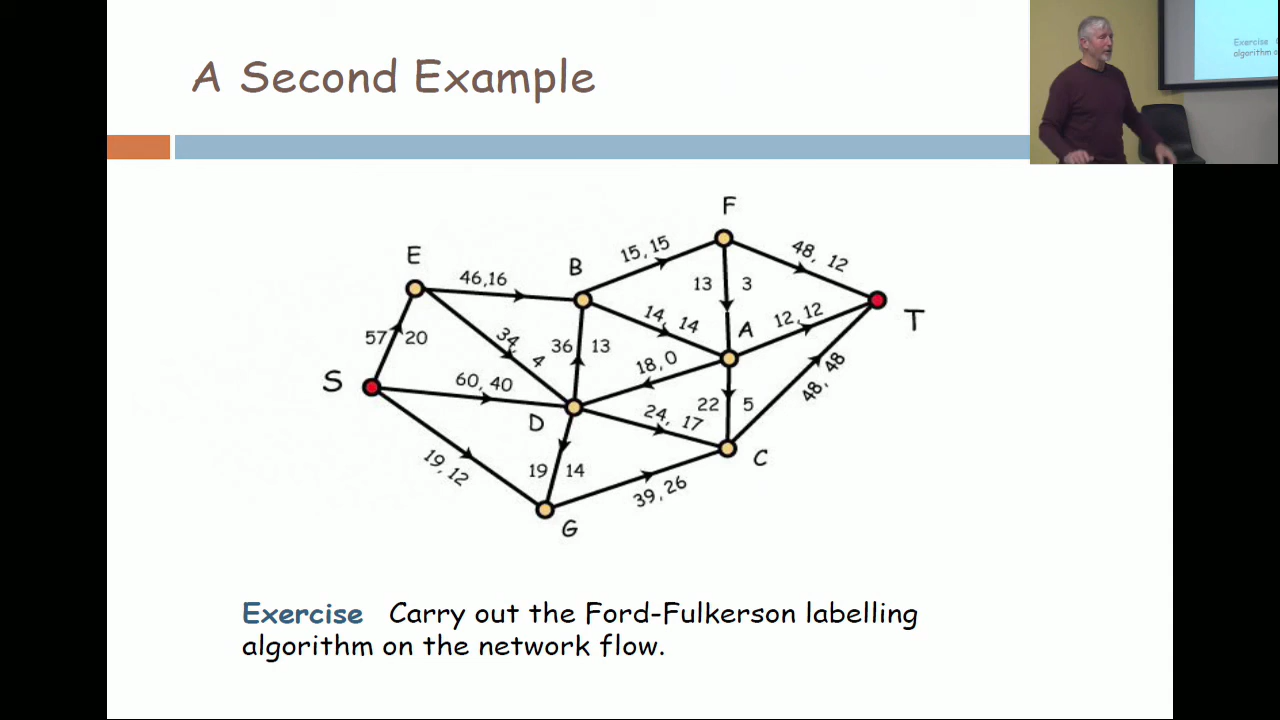 A Second Example
Exercise
algorithm o
F
E
B
15, 15
48, 12
46,16
13 3
T
14, 14
A
12, 12
57 20
34, 4
36 13
18, 0
S
60, 40
48, 48
D
24, 17
22 5
C
19, 12
19 14
39, 26
G
Exercise Carry out the Ford-Fulkerson labelling
algorithm on the network flow.